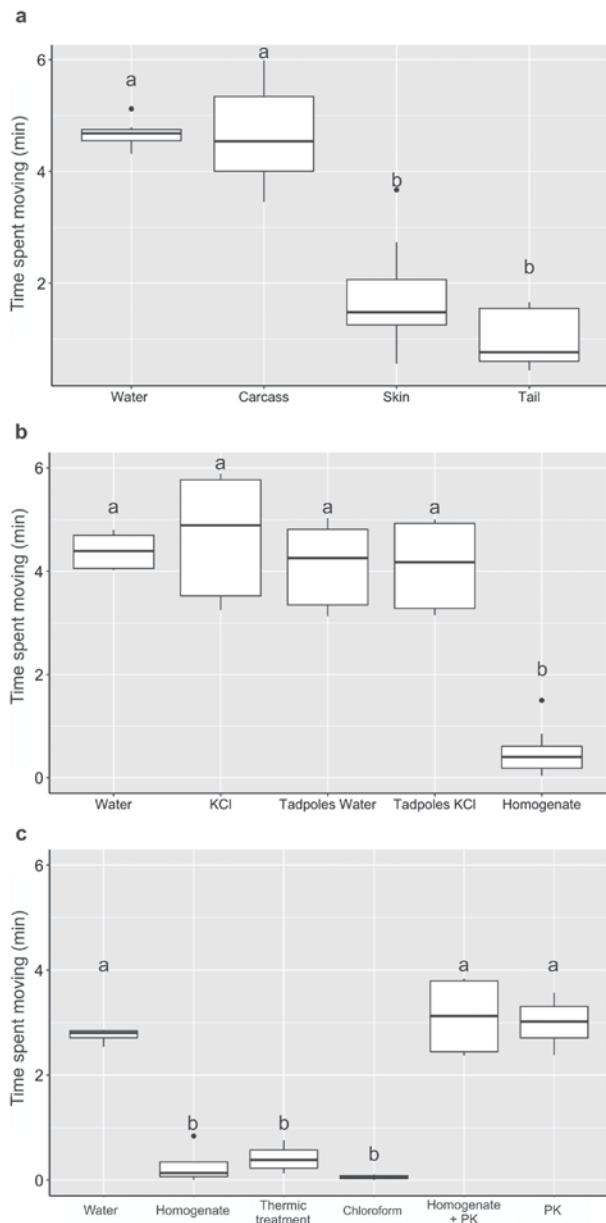 a
Time spent moving (min)
6
4
2
a
a
b
b
Water Carcass Skin Tail
b
Time spent moving (min)
6
4
2
0
a
a
a
a
b
Water KCl Tadpoles Water Tadpoles KCl Homogenate
c
Time spent moving (min)
6
4
2
0
a
b
b
b
a
a
Water Homogenate Thermic treatment Chloroform Homogenate + PK PK